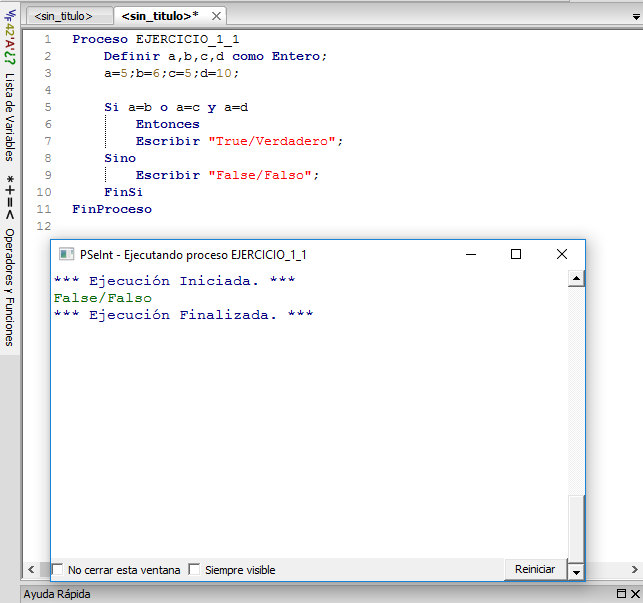 <sin_titulo>
<sin_titulo>*
V/F 42 'A' ¿? Lista de Variables
*+=< Operadores y Funciones
1 Proceso EJERCICIO_1_1
2 Definir a,b,c,d como Entero;
3 a=5;b=6;c=5;d=10;
4
5 Si a=b o a=c y a=d
6 Entonces
7 Escribir "True/Verdadero";
8 Sino
9 Escribir "False/Falso";
10 FinSi
11 FinProceso
12
PSeInt - Ejecutando proceso EJERCICIO_1_1
*** Ejecución Iniciada. ***
False/Falso
*** Ejecución Finalizada. ***
No cerrar esta ventana Siempre visible Reiniciar
Ayuda Rápida